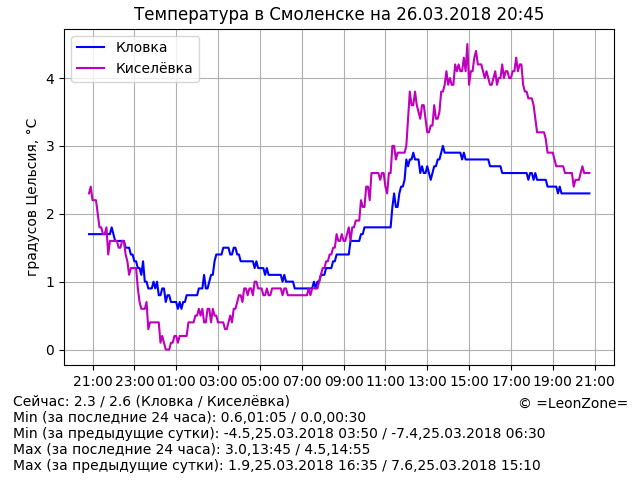 Температура в Смоленске на 26.03.2018 20:45
Кловка
Киселёвка
градусов Цельсия, °C
4
3
2
1
0
21:00 23:00 01:00 03:00 05:00 07:00 09:00 11:00 13:00 15:00 17:00 19:00 21:00
Сейчас: 2.3 / 2.6 (Кловка / Киселёвка)
© =LeonZone=
Min (за последние 24 часа): 0.6,01:05 / 0.0,00:30
Min (за предыдущие сутки): -4.5,25.03.2018 03:50 / -7.4,25.03.2018 06:30
Max (за последние 24 часа): 3.0,13:45 / 4.5,14:55
Max (за предыдущие сутки): 1.9,25.03.2018 16:35 / 7.6,25.03.2018 15:10